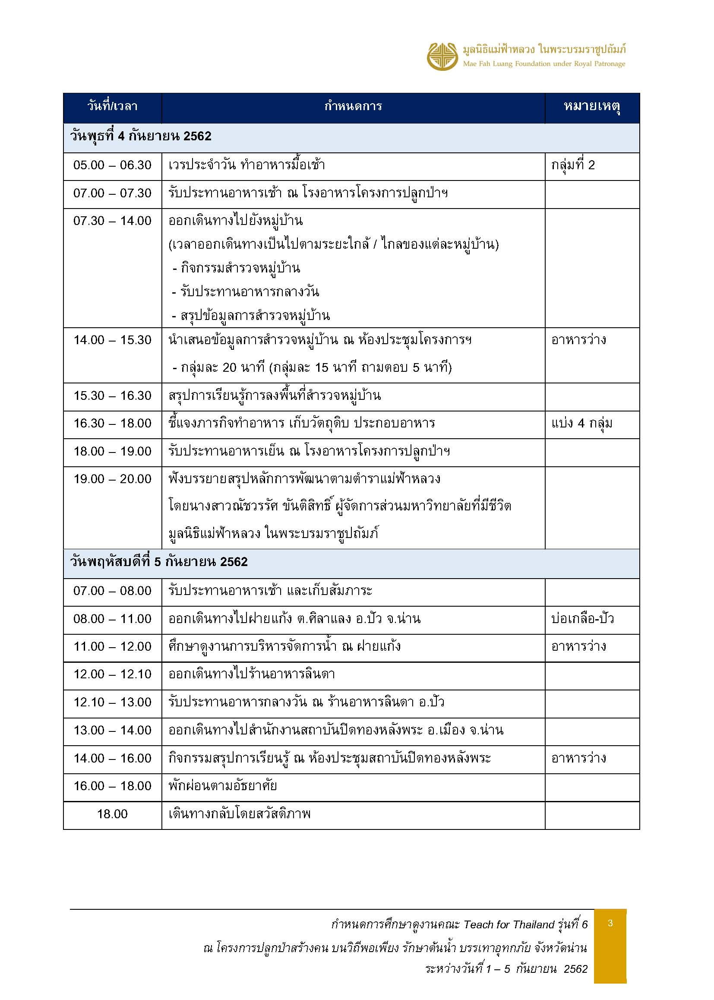 มูลนิธิแม่ฟ้าหลวง ในพระบรมราชูปถัมภ์
Mae Fah Luang Foundation under Royal Patronage
วันที่/เวลา กำหนดการ หมายเหตุ
วันพุธที่ 4 กันยายน 2562
05.00 – 06.30 เวรประจำวัน ทำอาหารมื้อเช้า กลุ่มที่ 2
07.00 – 07.30 รับประทานอาหารเช้า ณ โรงอาหารโครงการปลูกป่าฯ
07.30 – 14.00 ออกเดินทางไปยังหมู่บ้าน
(เวลาออกเดินทางเป็นไปตามระยะใกล้ / ไกลของแต่ละหมู่บ้าน)
- กิจกรรมสำรวจหมู่บ้าน
- รับประทานอาหารกลางวัน
- สรุปข้อมูลการสำรวจหมู่บ้าน
14.00 – 15.30 นำเสนอข้อมูลการสำรวจหมู่บ้าน ณ ห้องประชุมโครงการฯ อาหารว่าง
- กลุ่มละ 20 นาที (กลุ่มละ 15 นาที ถามตอบ 5 นาที)
15.30 – 16.30 สรุปการเรียนรู้การลงพื้นที่สำรวจหมู่บ้าน
16.30 – 18.00 ชี้แจงภารกิจทำอาหาร เก็บวัตถุดิบ ประกอบอาหาร แบ่ง 4 กลุ่ม
18.00 – 19.00 รับประทานอาหารเย็น ณ โรงอาหารโครงการปลูกป่าฯ
19.00 – 20.00 ฟังบรรยายสรุปหลักการพัฒนาตามตำราแม่ฟ้าหลวง
โดยนางสาวณัชวรรัศ ขันติสิทธิ์ ผู้จัดการส่วนมหาวิทยาลัยที่มีชีวิต
มูลนิธิแม่ฟ้าหลวง ในพระบรมราชูปถัมภ์
วันพฤหัสบดีที่ 5 กันยายน 2562
07.00 – 08.00 รับประทานอาหารเช้า และเก็บสัมภาระ
08.00 – 11.00 ออกเดินทางไปฝายแก้ง ต.ศิลาแลง อ.ปัว จ.น่าน บ่อเกลือ-ปัว
11.00 – 12.00 ศึกษาดูงานการบริหารจัดการน้ำ ณ ฝายแก้ง อาหารว่าง
12.00 – 12.10 ออกเดินทางไปร้านอาหารลินดา
12.10 – 13.00 รับประทานอาหารกลางวัน ณ ร้านอาหารลินดา อ.ปัว
13.00 – 14.00 ออกเดินทางไปสำนักงานสถาบันปิดทองหลังพระ อ.เมือง จ.น่าน
14.00 – 16.00 กิจกรรมสรุปการเรียนรู้ ณ ห้องประชุมสถาบันปิดทองหลังพระ อาหารว่าง
16.00 – 18.00 พักผ่อนตามอัธยาศัย
18.00 เดินทางกลับโดยสวัสดิภาพ
กำหนดการศึกษาดูงานคณะ Teach for Thailand รุ่นที่ 6 3
ณ โครงการปลูกป่าสร้างคน บนวิถีพอเพียง รักษาต้นน้ำ บรรเทาอุทกภัย จังหวัดน่าน
ระหว่างวันที่ 1 – 5 กันยายน 2562